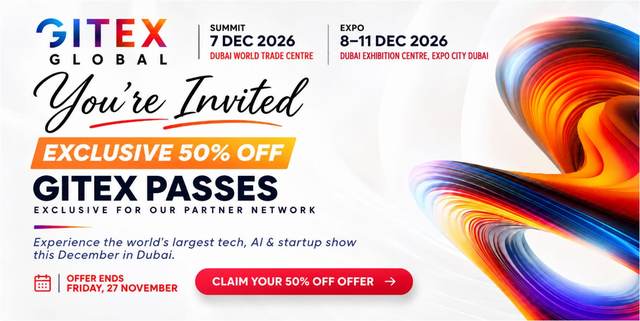 GITEX
GLOBAL
SUMMIT
7 DEC 2026
DUBAI WORLD TRADE CENTRE
EXPO
8–11 DEC 2026
DUBAI EXHIBITION CENTRE, EXPO CITY DUBAI
You're Invited
EXCLUSIVE 50% OFF
GITEX PASSES
EXCLUSIVE FOR OUR PARTNER NETWORK
Experience the world's largest tech, AI & startup show
this December in Dubai.
OFFER ENDS
FRIDAY, 27 NOVEMBER
CLAIM YOUR 50% OFF OFFER →